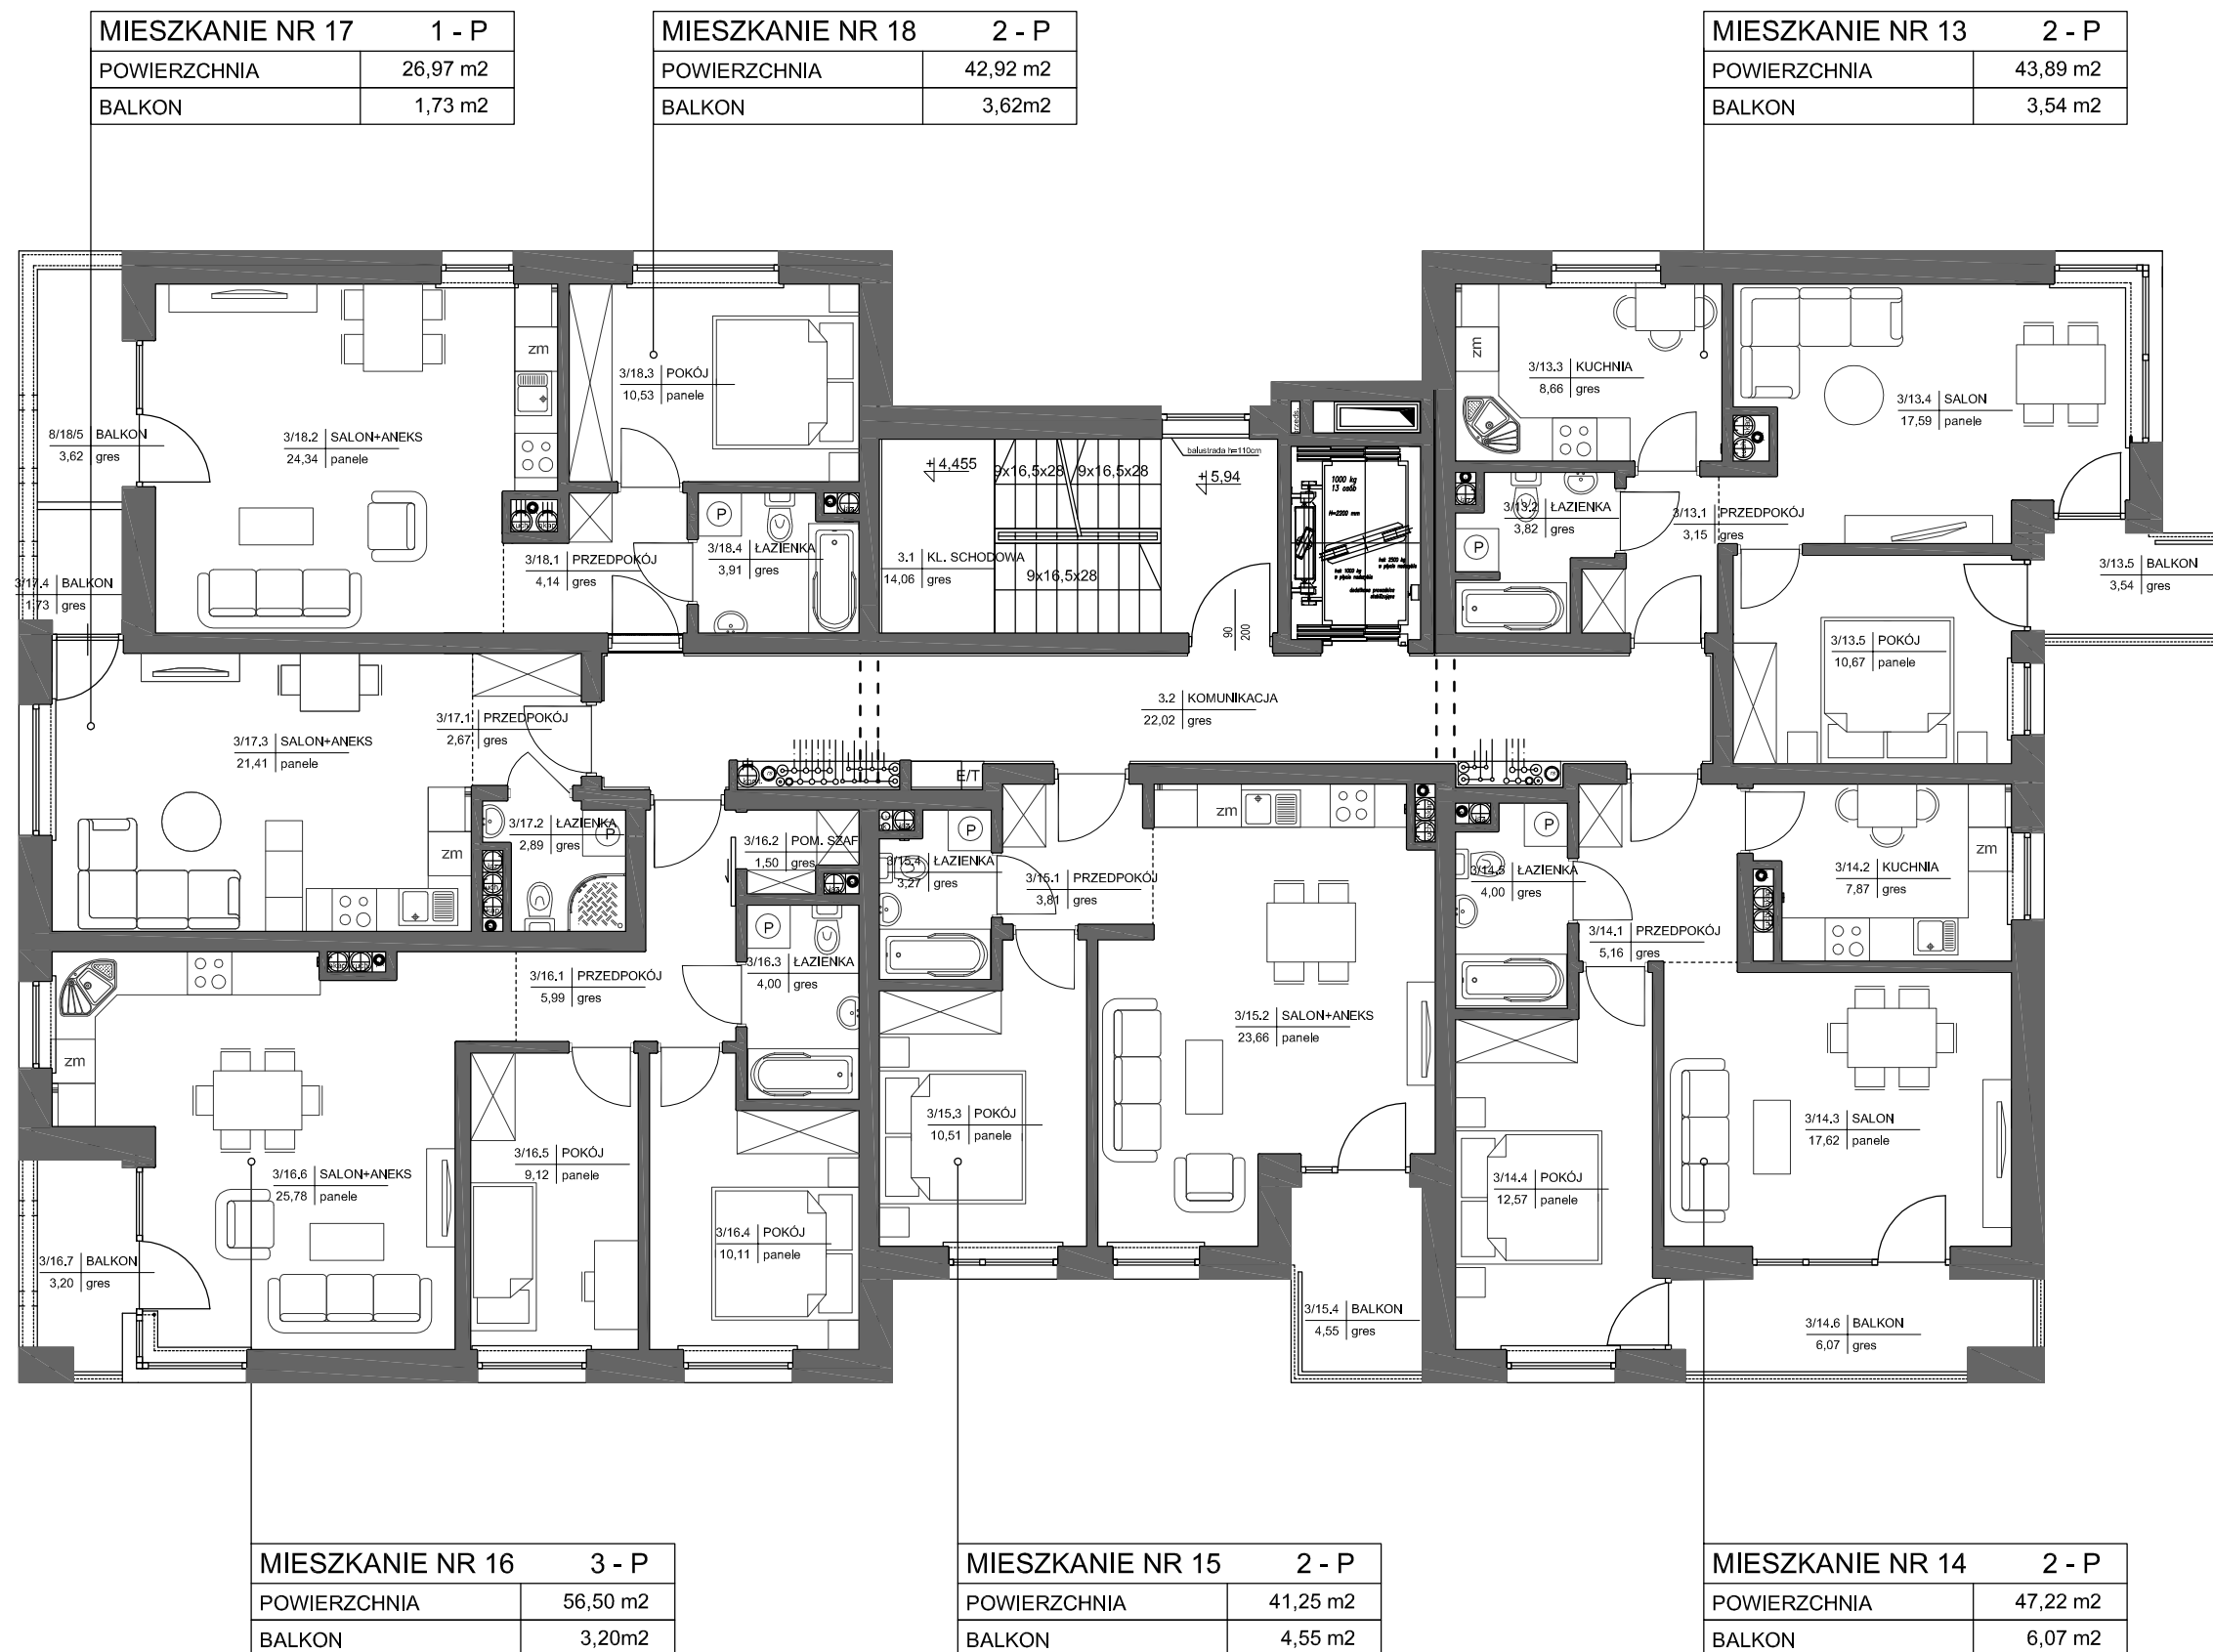 MIESZKANIE NR 17 1 - P
POWIERZCHNIA 26,97 m2
BALKON 1,73 m2
MIESZKANIE NR 18 2 - P
POWIERZCHNIA 42,92 m2
BALKON 3,62m2
MIESZKANIE NR 13 2 - P
POWIERZCHNIA 43,89 m2
BALKON 3,54 m2
8/18/5 BALKON
3,62 gres
3/18.2 SALON+ANEKS
24,34 panele
zm
3/18.3 POKÓJ
10,53 panele
3/18.1 PRZEDPOKÓJ
4,14 gres
P
3/18.4 ŁAZIENKA
3,91 gres
3.1 KL. SCHODOWA
14,06 gres
+4,455
9x16,5x28
9x16,5x28
9x16,5x28
balustrada h=110cm
+5,94
90
200
1000 kg
13 osób
H=2200 mm
zm
3/13.3 KUCHNIA
8,66 gres
3/13.4 SALON
17,59 panele
3/13.2 ŁAZIENKA
3,82 gres
P
3/13.1 PRZEDPOKÓJ
3,15 gres
3/13.5 BALKON
3,54 gres
3/13.5 POKÓJ
10,67 panele
3/17.4 BALKON
1,73 gres
3/17.3 SALON+ANEKS
21,41 panele
3/17.1 PRZEDPOKÓJ
2,67 gres
3/17.2 ŁAZIENKA
2,89 gres
P
zm
3.2 KOMUNIKACJA
22,02 gres
E/T
3/16.2 POM. SZAF
1,50 gres
3/16.1 PRZEDPOKÓJ
5,99 gres
P
3/16.3 ŁAZIENKA
4,00 gres
zm
3/16.6 SALON+ANEKS
25,78 panele
3/16.5 POKÓJ
9,12 panele
3/16.4 POKÓJ
10,11 panele
3/16.7 BALKON
3,20 gres
P
3/15.4 ŁAZIENKA
3,27 gres
3/15.1 PRZEDPOKÓJ
3,81 gres
zm
3/15.2 SALON+ANEKS
23,66 panele
3/15.3 POKÓJ
10,51 panele
3/15.4 BALKON
4,55 gres
P
3/14.5 ŁAZIENKA
4,00 gres
3/14.1 PRZEDPOKÓJ
5,16 gres
3/14.2 KUCHNIA
7,87 gres
zm
3/14.3 SALON
17,62 panele
3/14.4 POKÓJ
12,57 panele
3/14.6 BALKON
6,07 gres
MIESZKANIE NR 16 3 - P
POWIERZCHNIA 56,50 m2
BALKON 3,20m2
MIESZKANIE NR 15 2 - P
POWIERZCHNIA 41,25 m2
BALKON 4,55 m2
MIESZKANIE NR 14 2 - P
POWIERZCHNIA 47,22 m2
BALKON 6,07 m2